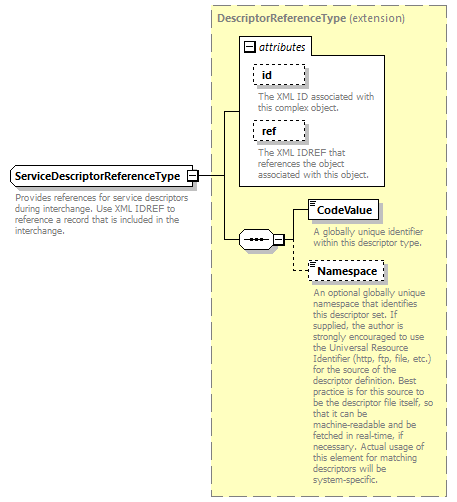 DescriptorReferenceType (extension)
attributes
id
The XML ID associated with
this complex object.
ref
The XML IDREF that
references the object
associated with this object.
ServiceDescriptorReferenceType
Provides references for service descriptors
during interchange. Use XML IDREF to
reference a record that is included in the
interchange.
CodeValue
A globally unique identifier
within this descriptor type.
Namespace
An optional globally unique
namespace that identifies
this descriptor set. If
supplied, the author is
strongly encouraged to use
the Universal Resource
Identifier (http, ftp, file, etc.)
for the source of the
descriptor definition. Best
practice is for this source to
be the descriptor file itself, so
that it can be
machine-readable and be
fetched in real-time, if
necessary. Actual usage of
this element for matching
descriptors will be
system-specific.